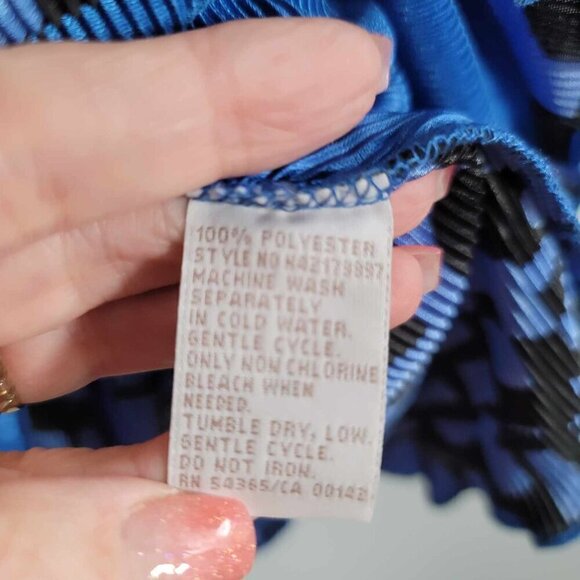 100% POLYESTER
STYLE NO N42179997
MACHINE WASH
SEPARATELY
IN COLD WATER.
GENTLE CYCLE.
ONLY NON CHLORINE
BLEACH WHEN
NEEDED.
TUMBLE DRY, LOW.
GENTLE CYCLE.
DO NOT IRON.
RN 54365/CA 00142